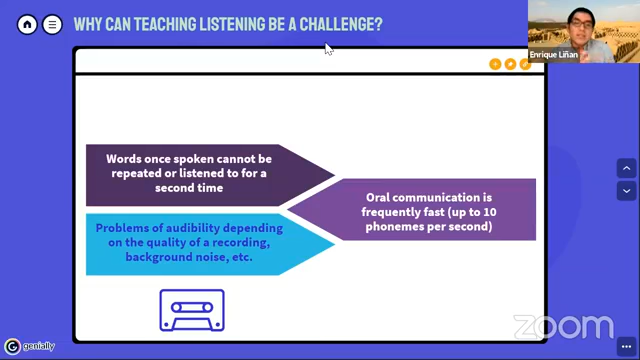 WHY CAN TEACHING LISTENING BE A CHALLENGE?
Enrique Liñan
Words once spoken cannot be
repeated or listened to for a
second time
Oral communication is
frequently fast (up to 10
phonemes per second)
Problems of audibility depending
on the quality of a recording,
background noise, etc.
genially
zoom